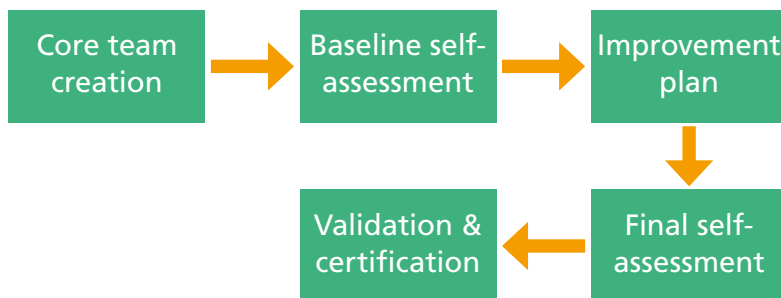 Core team
creation
Baseline self-
assessment
Improvement
plan
Final self-
assessment
Validation &
certification